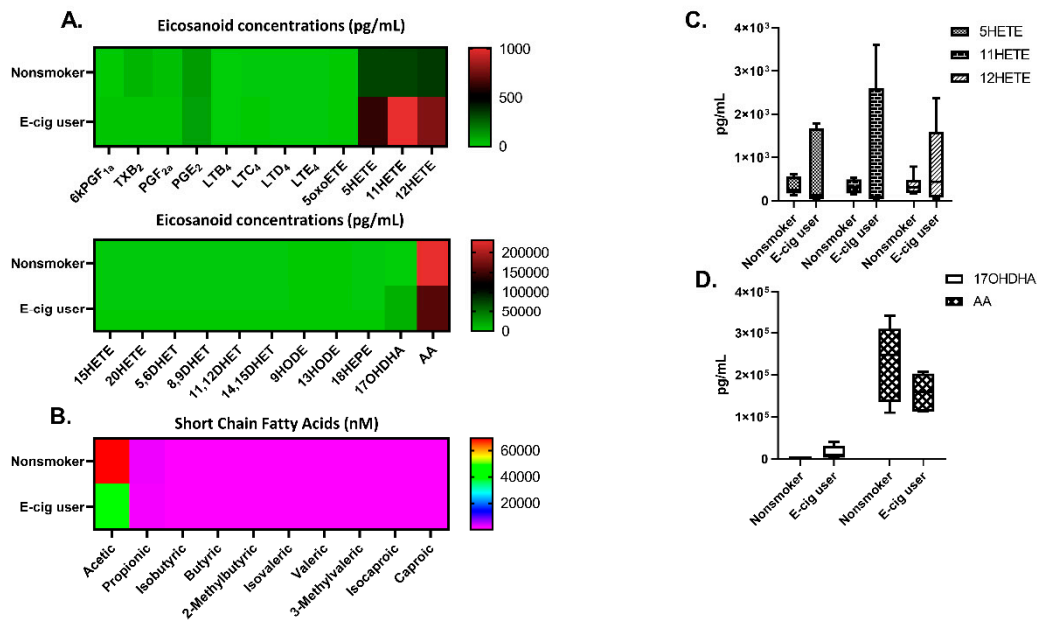 A.
Eicosanoid concentrations (pg/mL)
Nonsmoker
E-cig user
1000
500
0
6kPGF1a
TXB2
PGF2a
PGE2
LTB4
LTC4
LTD4
LTE4
5oxoETE
5HETE
11HETE
12HETE
Eicosanoid concentrations (pg/mL)
Nonsmoker
E-cig user
200000
150000
100000
50000
0
15HETE
20HETE
5,6DHET
8,9DHET
11,12DHET
14,15DHET
9HODE
13HODE
18HEPE
17OHDHA
AA
B.
Short Chain Fatty Acids (nM)
Nonsmoker
E-cig user
60000
40000
20000
Acetic
Propionic
Isobutyric
Butyric
2-Methylbutyric
Isovaleric
Valeric
3-Methylvaleric
Isocaproic
Caproic
C.
5HETE
11HETE
12HETE
pg/mL
4×10³
3×10³
2×10³
1×10³
0
Nonsmoker
E-cig user
Nonsmoker
E-cig user
Nonsmoker
E-cig user
D.
17OHDHA
AA
pg/mL
4×10⁵
3×10⁵
2×10⁵
1×10⁵
0
Nonsmoker
E-cig user
Nonsmoker
E-cig user